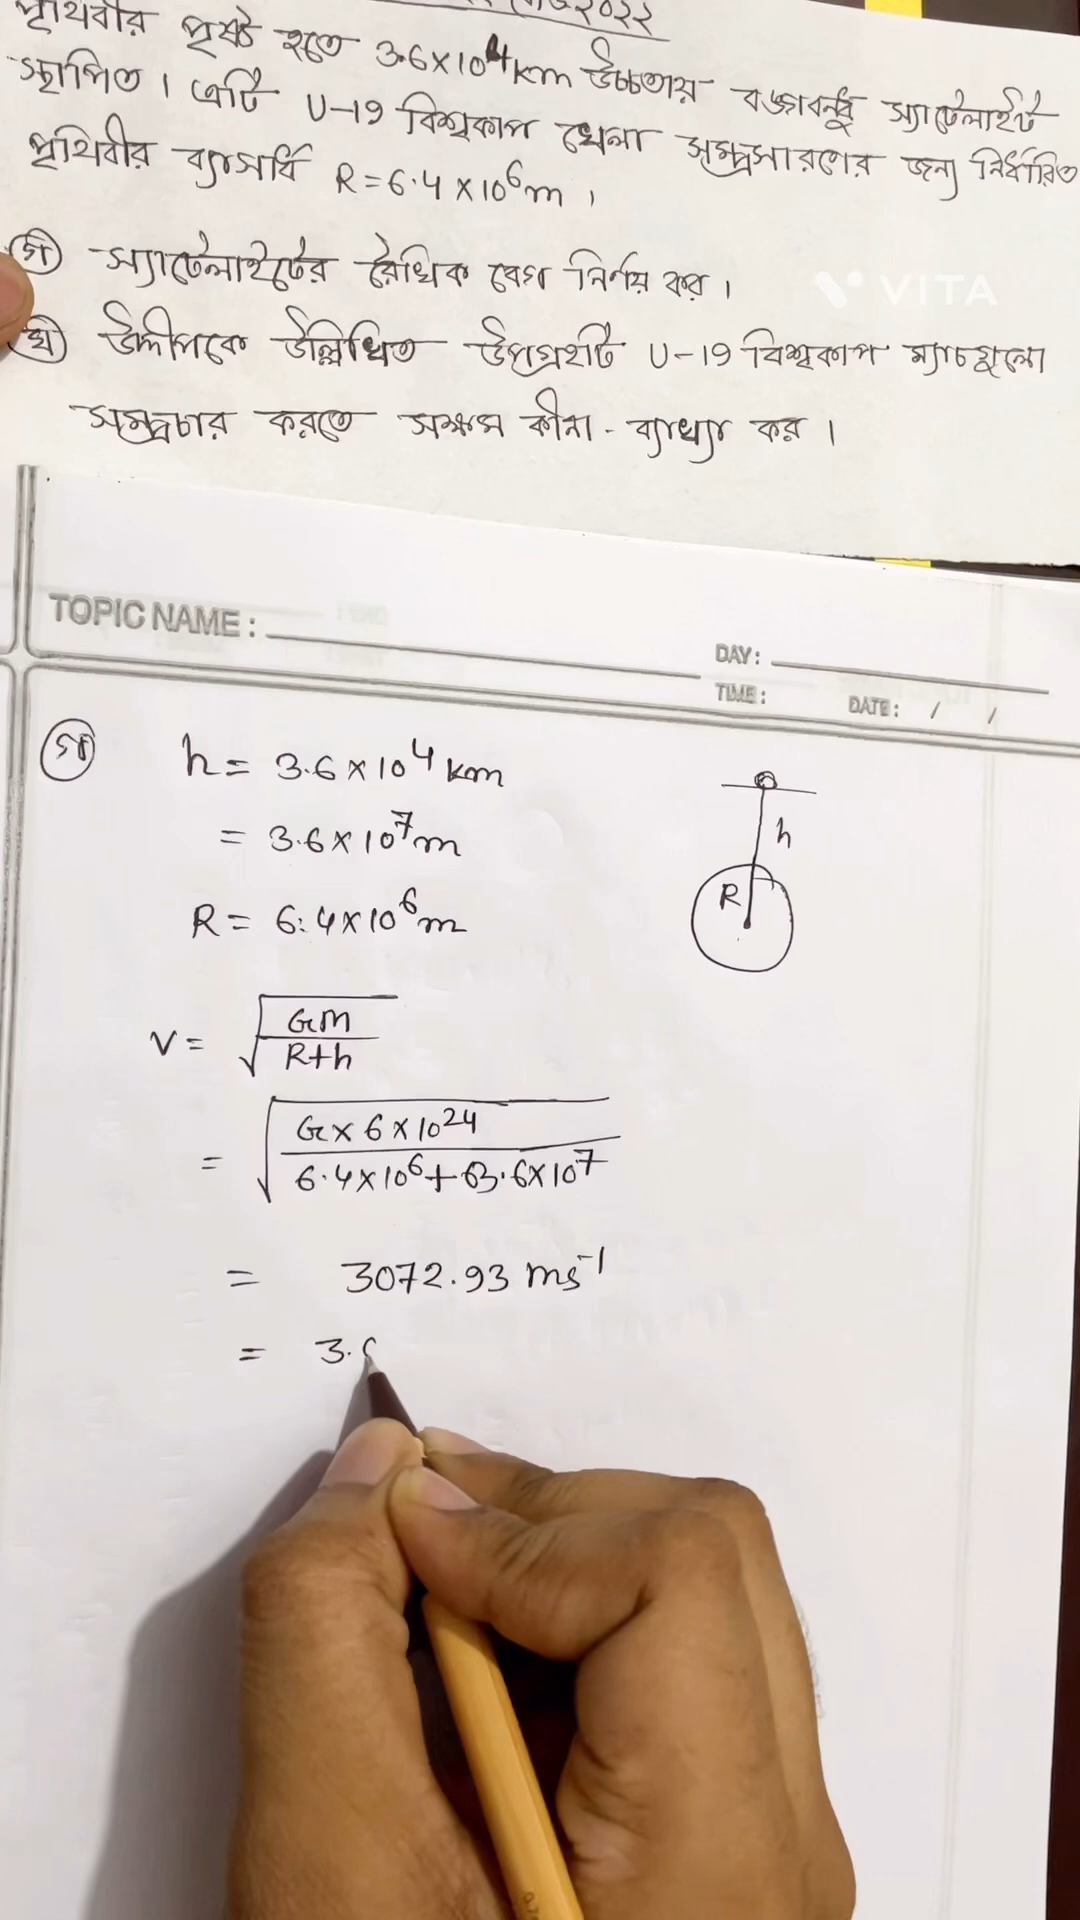 ২০২২
পৃথিবীর পৃষ্ঠ হতে 3.6×10⁴km উচ্চতায় বঙ্গবন্ধু স্যাটেলাইট
স্থাপিত। এটি U-19 বিশ্বকাপ খেলা সম্প্রসারণের জন্য নির্ধারিত
পৃথিবীর ব্যাসার্ধ R=6.4×10⁶m।
গ স্যাটেলাইটের রৈখিক বেগ নির্ণয় কর।
VITA
ঘ উদ্দীপকে উল্লিখিত উপগ্রহটি U-19 বিশ্বকাপ ম্যাচগুলো
সম্প্রচার করতে সক্ষম কীনা - ব্যাখ্যা কর।
TOPIC NAME :
DAY :
TIME :
DATE : / /
গ h = 3.6×10⁴ km
= 3.6×10⁷m
R = 6.4×10⁶m
h
R
v = √(GM / R+h)
= √(G×6×10²⁴ / 6.4×10⁶+3.6×10⁷)
= 3072.93 ms⁻¹
= 3.